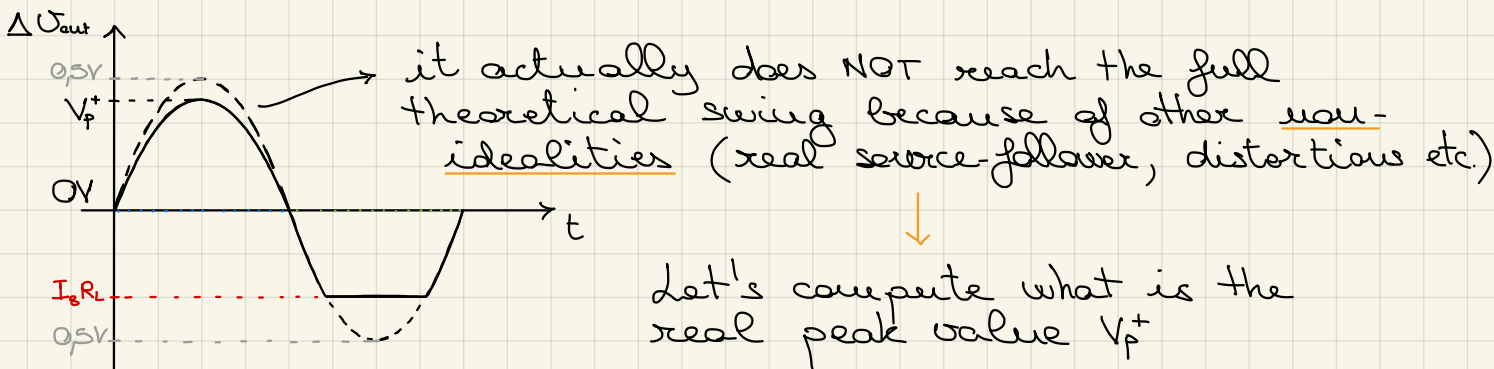 ΔVout
0,5V
it actually does NOT reach the full
Vp+
theoretical swing because of other non-
idealities (real source-follower, distortions etc.)
0V
t
IBRL
Let's compute what is the
0,5V
real peak value Vp+